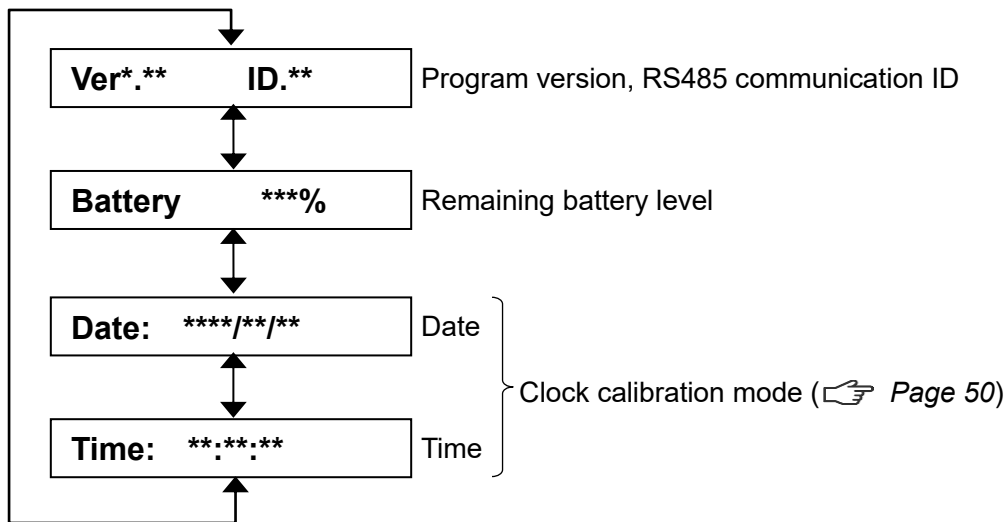 Ver*.** ID.** Program version, RS485 communication ID
Battery ***% Remaining battery level
Date: ****/**/** Date
Clock calibration mode (☞ Page 50)
Time: **:**:** Time